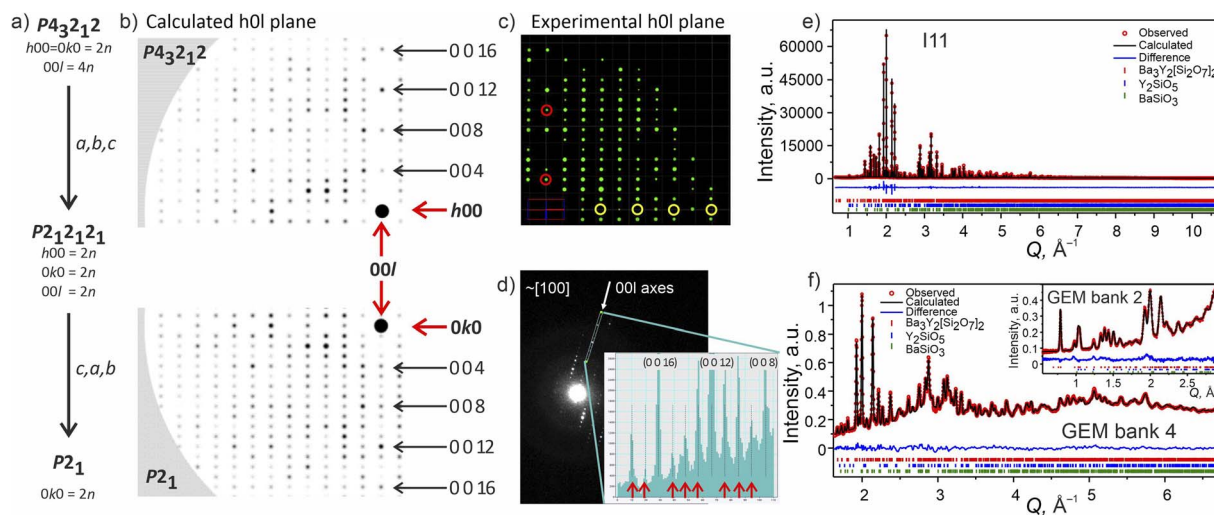 a)
P4₃2₁2
h00=0k0 = 2n
00l = 4n
a,b,c
P2₁2₁2₁
h00 = 2n
0k0 = 2n
00l = 2n
c,a,b
P2₁
0k0 = 2n
b) Calculated h0l plane
P4₃2₁2
0 0 16
0 0 12
0 0 8
0 0 4
h00
00l
0k0
0 0 4
0 0 8
0 0 12
0 0 16
P2₁
c) Experimental h0l plane
d)
~[100]
00l axes
(0 0 16) (0 0 12) (0 0 8)
e)
I11
Observed
Calculated
Difference
Ba₃Y₂[Si₂O₇]₂
Y₂SiO₅
BaSiO₃
Intensity, a.u.
60000
45000
30000
15000
0
1 2 3 4 5 6 7 8 9 10
Q, Å⁻¹
f)
Observed
Calculated
Difference
Ba₃Y₂[Si₂O₇]₂
Y₂SiO₅
BaSiO₃
Intensity, a.u.
1
0.8
0.6
0.4
0.2
0
GEM bank 4
2 3 4 5 6
Q, Å⁻¹
GEM bank 2
Intensity, a.u.
0.4
0.3
0.2
0.1
0
1 1.5 2.0 2.5
Q, Å